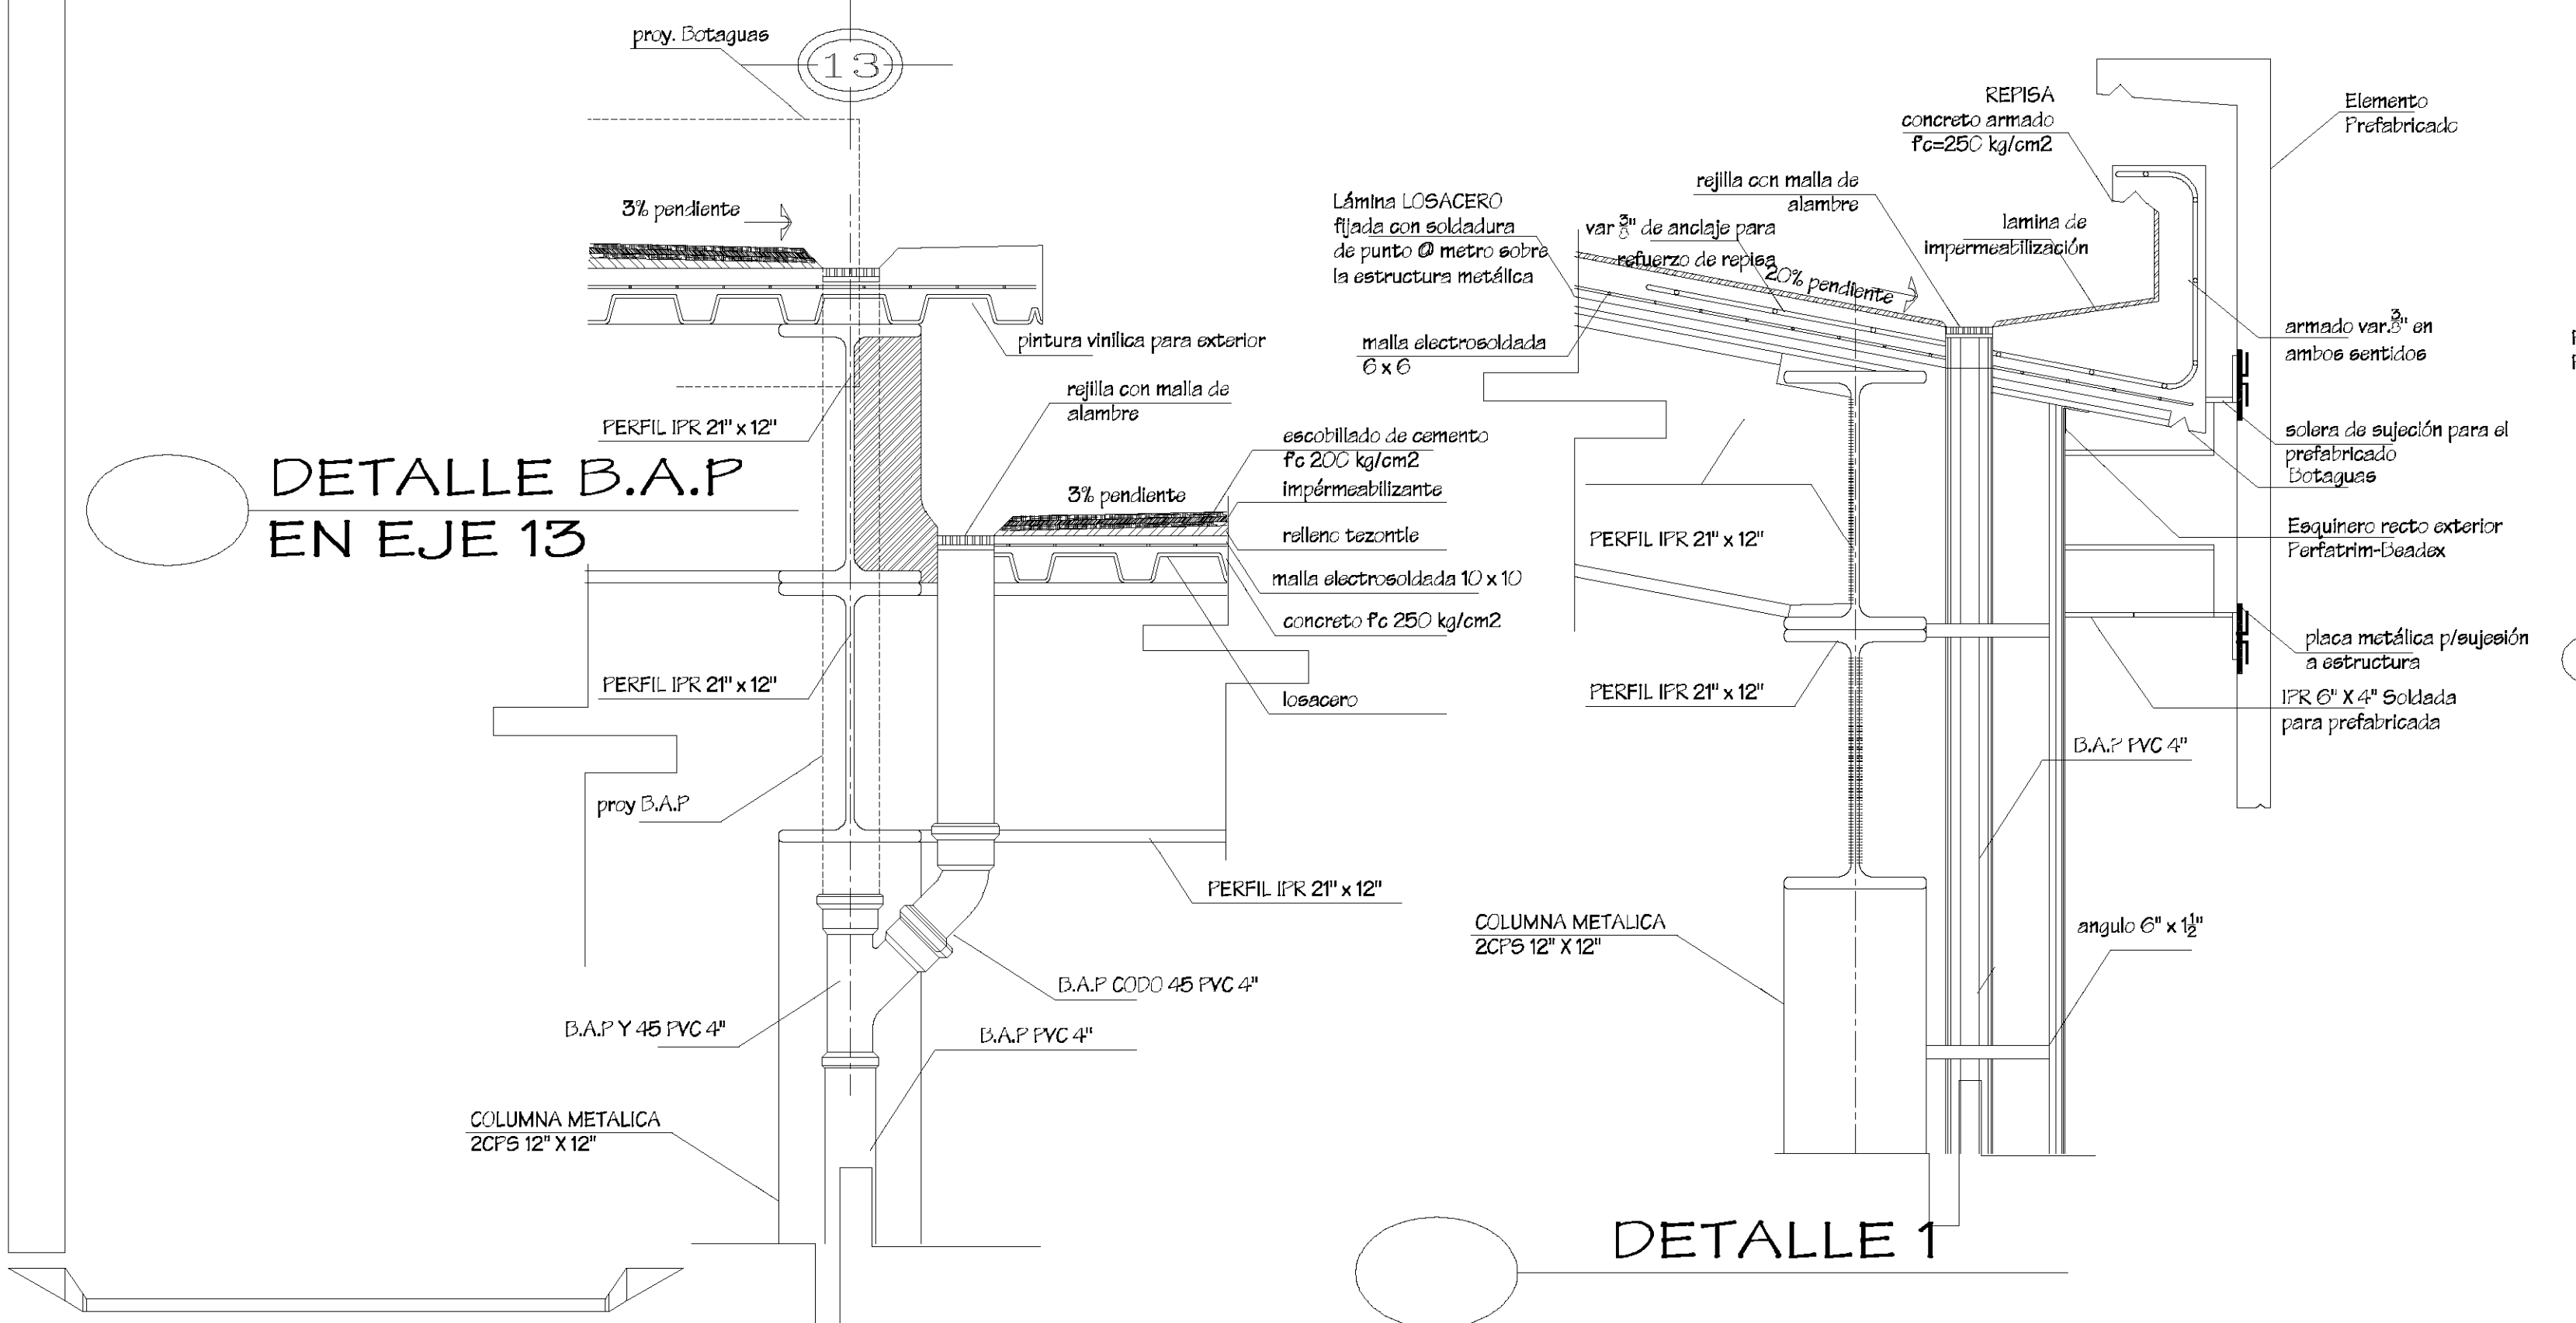 proy. Botaguas
13
3% pendiente
pintura vinilica para exterior
PERFIL IPR 21" x 12"
rejilla con malla de
alambre
escobillado de cemento
f'c 200 kg/cm2
3% pendiente
impérmeabilizante
relleno tezontle
malla electrosoldada 10 x 10
concreto f'c 250 kg/cm2
losacero
DETALLE B.A.P
EN EJE 13
PERFIL IPR 21" x 12"
proy B.A.P
PERFIL IPR 21" x 12"
B.A.P CODO 45 PVC 4"
B.A.P Y 45 PVC 4"
B.A.P PVC 4"
COLUMNA METALICA
2CPS 12" X 12"
REPISA
concreto armado
f'c=250 kg/cm2
Elemento
Prefabricado
rejilla con malla de
alambre
Lámina LOSACERO
fijada con soldadura
de punto @ metro sobre
la estructura metálica
var 3/8" de anclaje para
refuerzo de repisa
20% pendiente
lamina de
impermeabilización
malla electrosoldada
6 x 6
armado var.3/8" en
ambos sentidos
solera de sujeción para el
prefabricado
Botaguas
Esquinero recto exterior
Perfatrim-Beadex
PERFIL IPR 21" x 12"
placa metálica p/sujesión
a estructura
PERFIL IPR 21" x 12"
IPR 6" X 4" Soldada
para prefabricada
B.A.P PVC 4"
COLUMNA METALICA
2CPS 12" X 12"
angulo 6" x 1½"
DETALLE 1